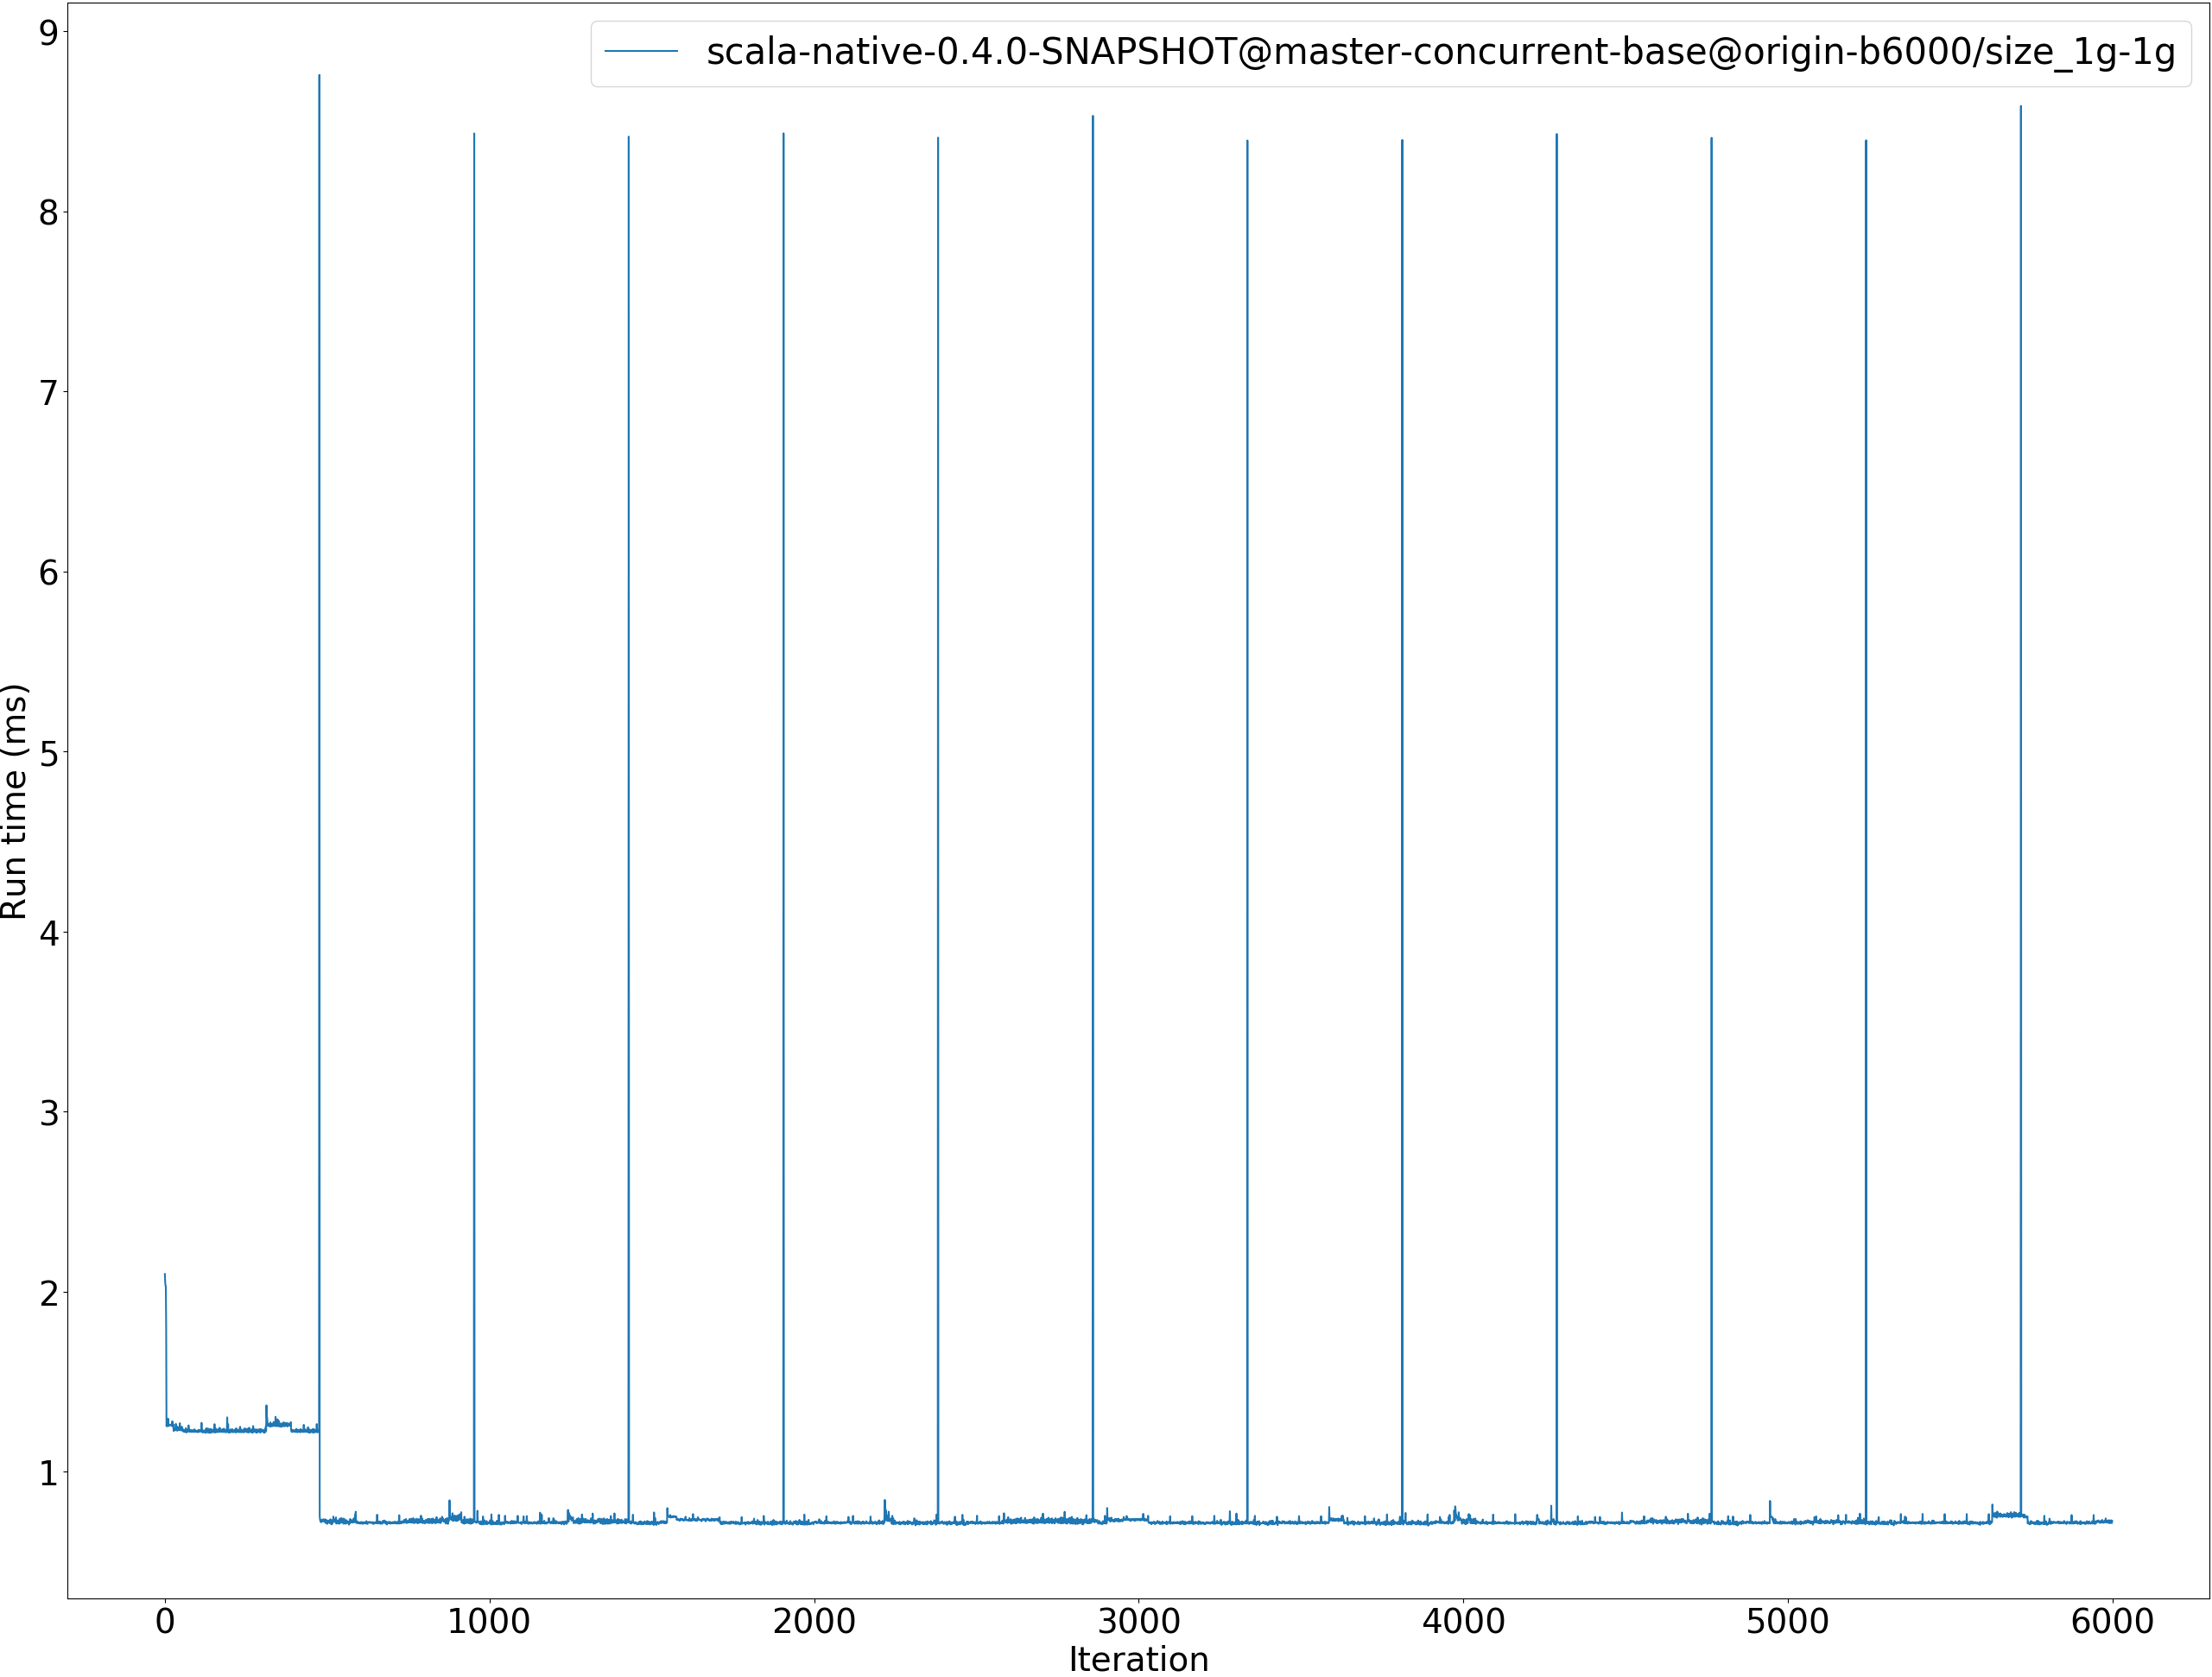 scala-native-0.4.0-SNAPSHOT@master-concurrent-base@origin-b6000/size_1g-1g
9
8
7
6
5
4
3
2
1
Run time (ms)
0 1000 2000 3000 4000 5000 6000
Iteration